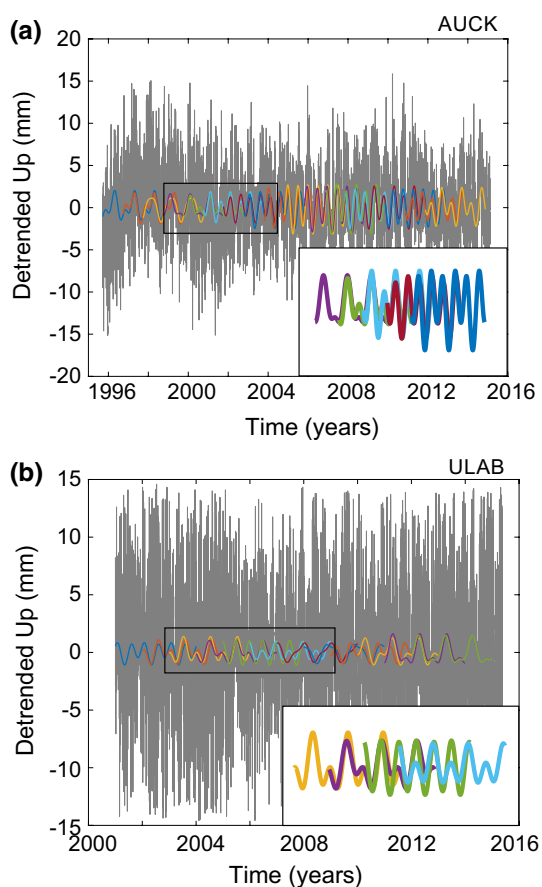 (a)
AUCK
20
15
10
5
0
-5
-10
-15
-20
Detrended Up (mm)
1996 2000 2004 2008 2012 2016
Time (years)
(b)
ULAB
15
10
5
0
-5
-10
-15
Detrended Up (mm)
2000 2004 2008 2012 2016
Time (years)